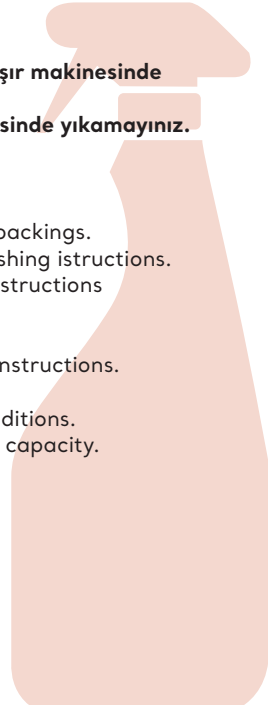 şır makinesinde
sinde yıkamayınız.
packings.
shing istructions.
structions
nstructions.
ditions.
capacity.